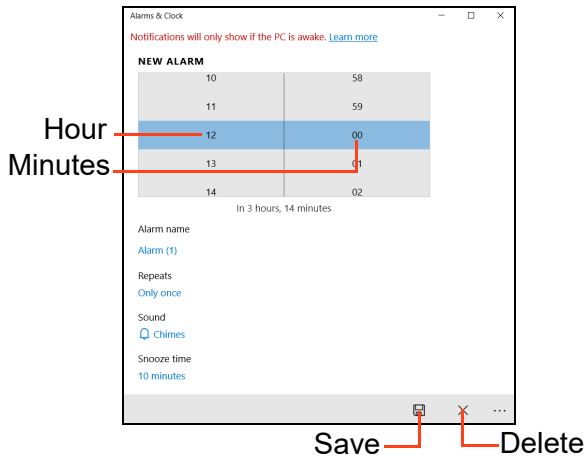 Alarms & Clock
Notifications will only show if the PC is awake. Learn more
NEW ALARM
10 58
11 59
Hour 12 00
Minutes 13 01
14 02
In 3 hours, 14 minutes
Alarm name
Alarm (1)
Repeats
Only once
Sound
Chimes
Snooze time
10 minutes
Save Delete